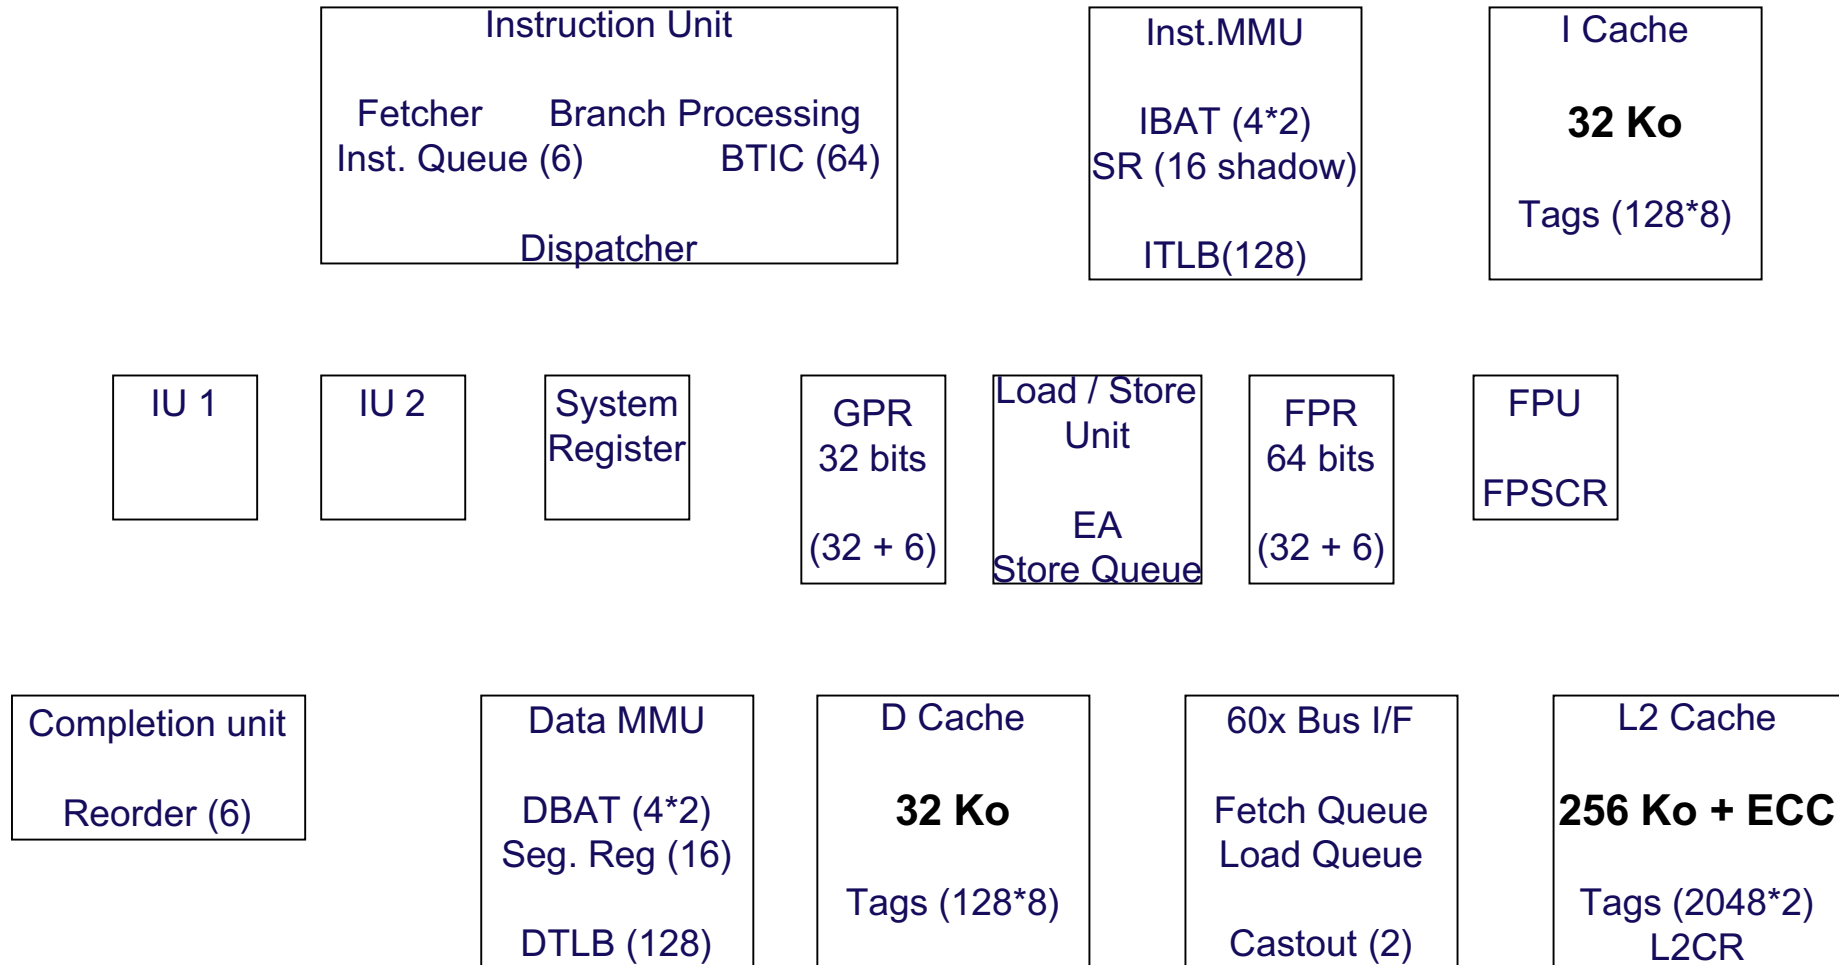 Instruction Unit
Fetcher Branch Processing
Inst. Queue (6) BTIC (64)
Dispatcher
Inst.MMU
IBAT (4*2)
SR (16 shadow)
ITLB(128)
I Cache
32 Ko
Tags (128*8)
IU 1
IU 2
System
Register
GPR
32 bits
(32 + 6)
Load / Store
Unit
EA
Store Queue
FPR
64 bits
(32 + 6)
FPU
FPSCR
Completion unit
Reorder (6)
Data MMU
DBAT (4*2)
Seg. Reg (16)
DTLB (128)
D Cache
32 Ko
Tags (128*8)
60x Bus I/F
Fetch Queue
Load Queue
Castout (2)
L2 Cache
256 Ko + ECC
Tags (2048*2)
L2CR